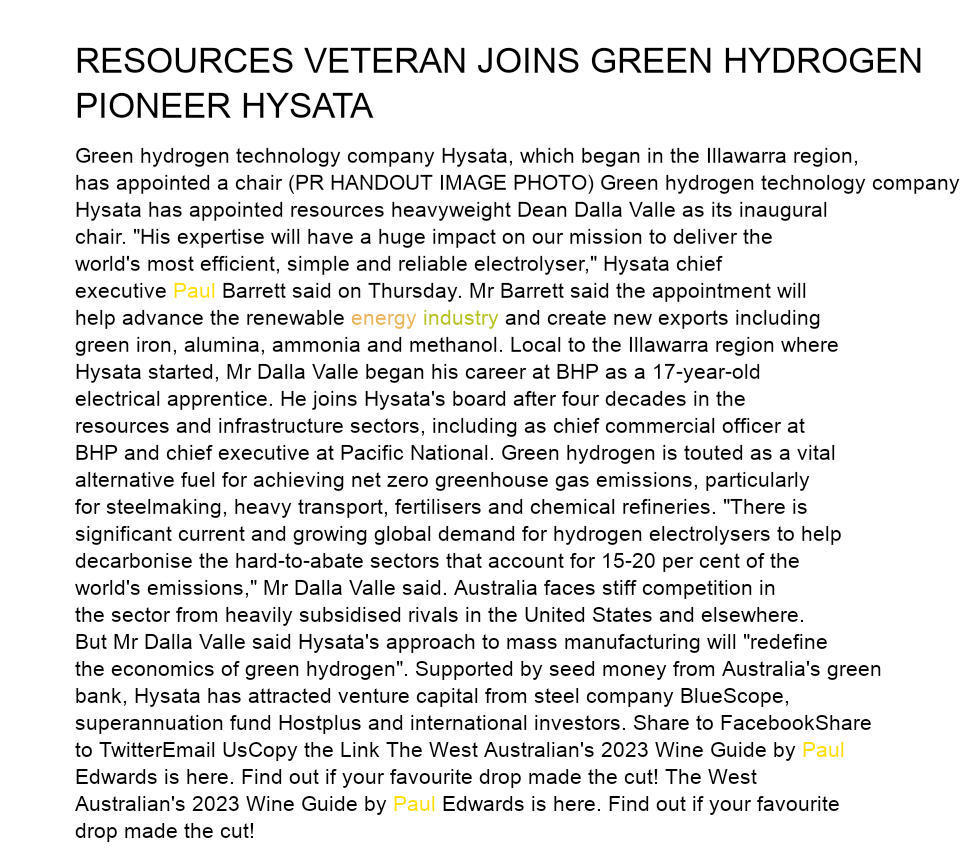 RESOURCES VETERAN JOINS GREEN HYDROGEN
PIONEER HYSATA
Green hydrogen technology company Hysata, which began in the Illawarra region,
has appointed a chair (PR HANDOUT IMAGE PHOTO) Green hydrogen technology company
Hysata has appointed resources heavyweight Dean Dalla Valle as its inaugural
chair. "His expertise will have a huge impact on our mission to deliver the
world's most efficient, simple and reliable electrolyser," Hysata chief
executive Paul Barrett said on Thursday. Mr Barrett said the appointment will
help advance the renewable energy industry and create new exports including
green iron, alumina, ammonia and methanol. Local to the Illawarra region where
Hysata started, Mr Dalla Valle began his career at BHP as a 17-year-old
electrical apprentice. He joins Hysata's board after four decades in the
resources and infrastructure sectors, including as chief commercial officer at
BHP and chief executive at Pacific National. Green hydrogen is touted as a vital
alternative fuel for achieving net zero greenhouse gas emissions, particularly
for steelmaking, heavy transport, fertilisers and chemical refineries. "There is
significant current and growing global demand for hydrogen electrolysers to help
decarbonise the hard-to-abate sectors that account for 15-20 per cent of the
world's emissions," Mr Dalla Valle said. Australia faces stiff competition in
the sector from heavily subsidised rivals in the United States and elsewhere.
But Mr Dalla Valle said Hysata's approach to mass manufacturing will "redefine
the economics of green hydrogen". Supported by seed money from Australia's green
bank, Hysata has attracted venture capital from steel company BlueScope,
superannuation fund Hostplus and international investors. Share to FacebookShare
to TwitterEmail UsCopy the Link The West Australian's 2023 Wine Guide by Paul
Edwards is here. Find out if your favourite drop made the cut! The West
Australian's 2023 Wine Guide by Paul Edwards is here. Find out if your favourite
drop made the cut!